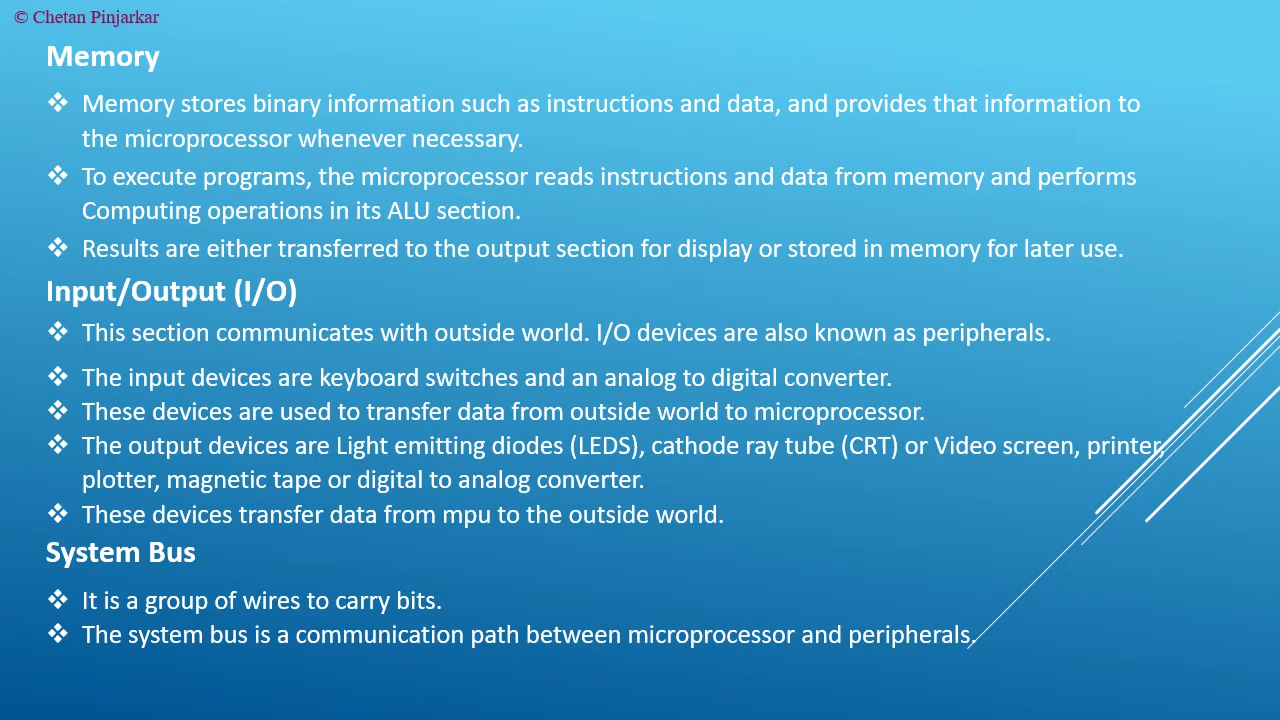 © Chetan Pinjarkar
Memory
❖ Memory stores binary information such as instructions and data, and provides that information to
the microprocessor whenever necessary.
❖ To execute programs, the microprocessor reads instructions and data from memory and performs
Computing operations in its ALU section.
❖ Results are either transferred to the output section for display or stored in memory for later use.
Input/Output (I/O)
❖ This section communicates with outside world. I/O devices are also known as peripherals.
❖ The input devices are keyboard switches and an analog to digital converter.
❖ These devices are used to transfer data from outside world to microprocessor.
❖ The output devices are Light emitting diodes (LEDS), cathode ray tube (CRT) or Video screen, printer,
plotter, magnetic tape or digital to analog converter.
❖ These devices transfer data from mpu to the outside world.
System Bus
❖ It is a group of wires to carry bits.
❖ The system bus is a communication path between microprocessor and peripherals.